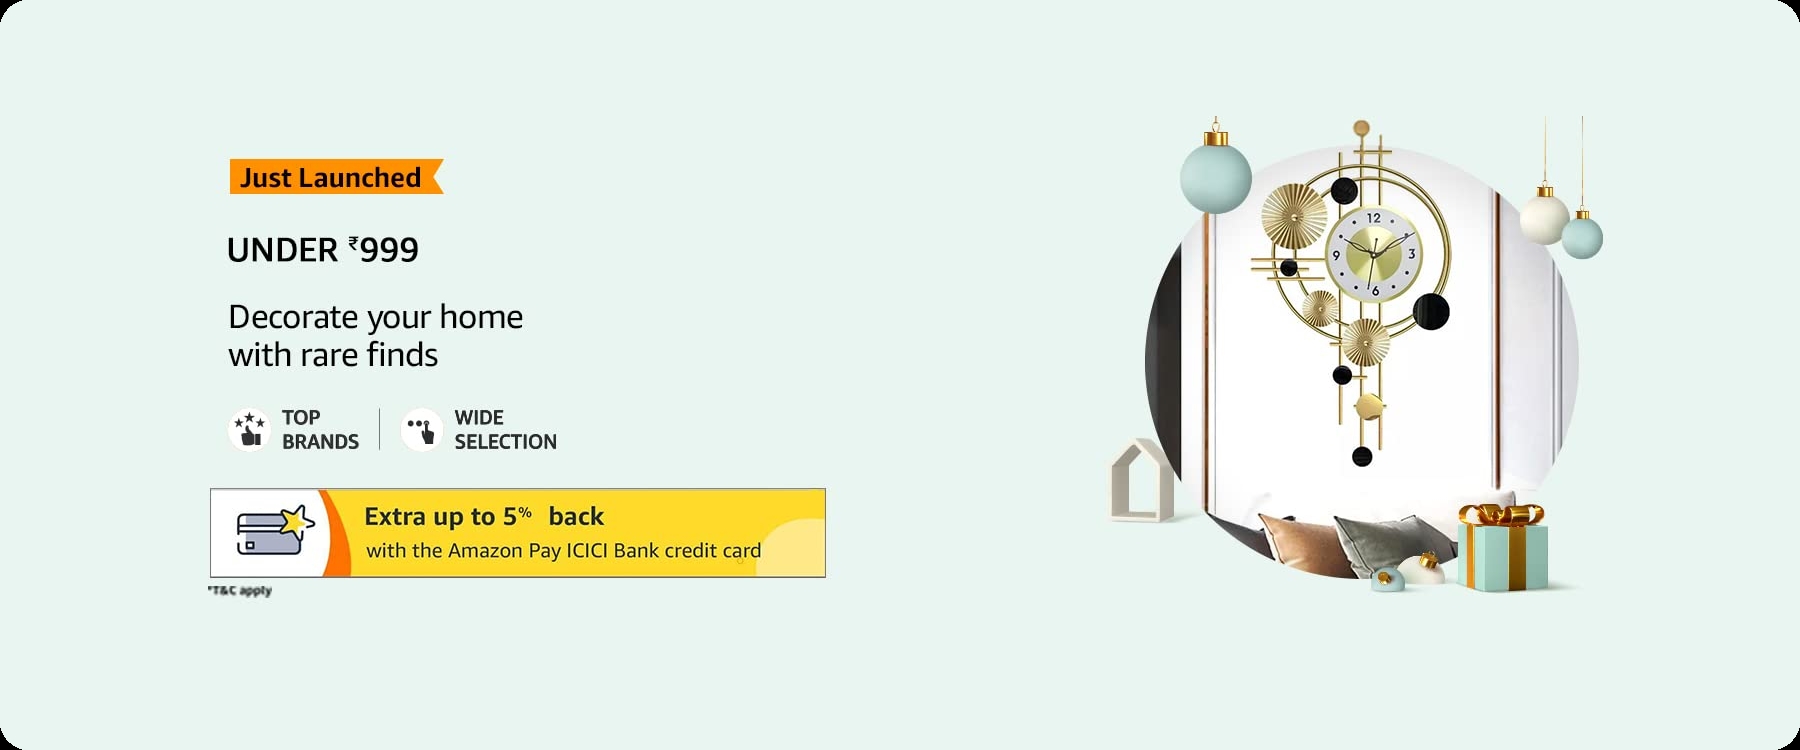 Just Launched
UNDER ₹999
Decorate your home
with rare finds
TOP
BRANDS
WIDE
SELECTION
Extra up to 5% back
with the Amazon Pay ICICI Bank credit card
*T&C apply
12
9
3
6